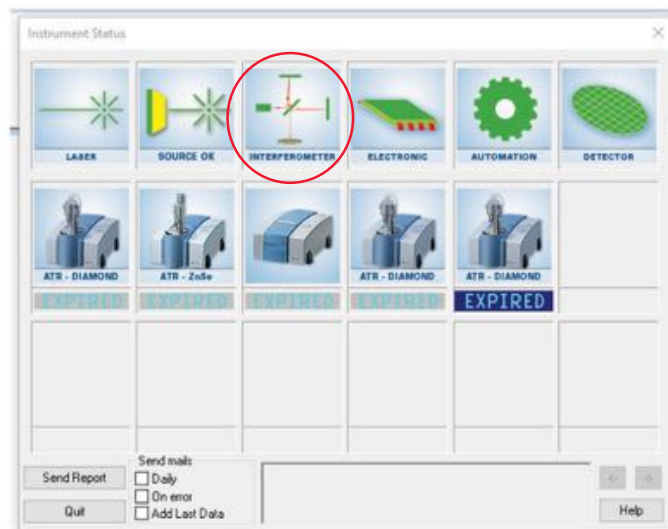 Instrument Status
LASER
SOURCE OK
INTERFEROMETER
ELECTRONIC
AUTOMATION
DETECTOR
ATR - DIAMOND
ATR - ZnSe
ATR - DIAMOND
ATR - DIAMOND
EXPIRED
EXPIRED
EXPIRED
EXPIRED
EXPIRED
Send Report
Quit
Send mails
Daily
On error
Add Last Data
Help